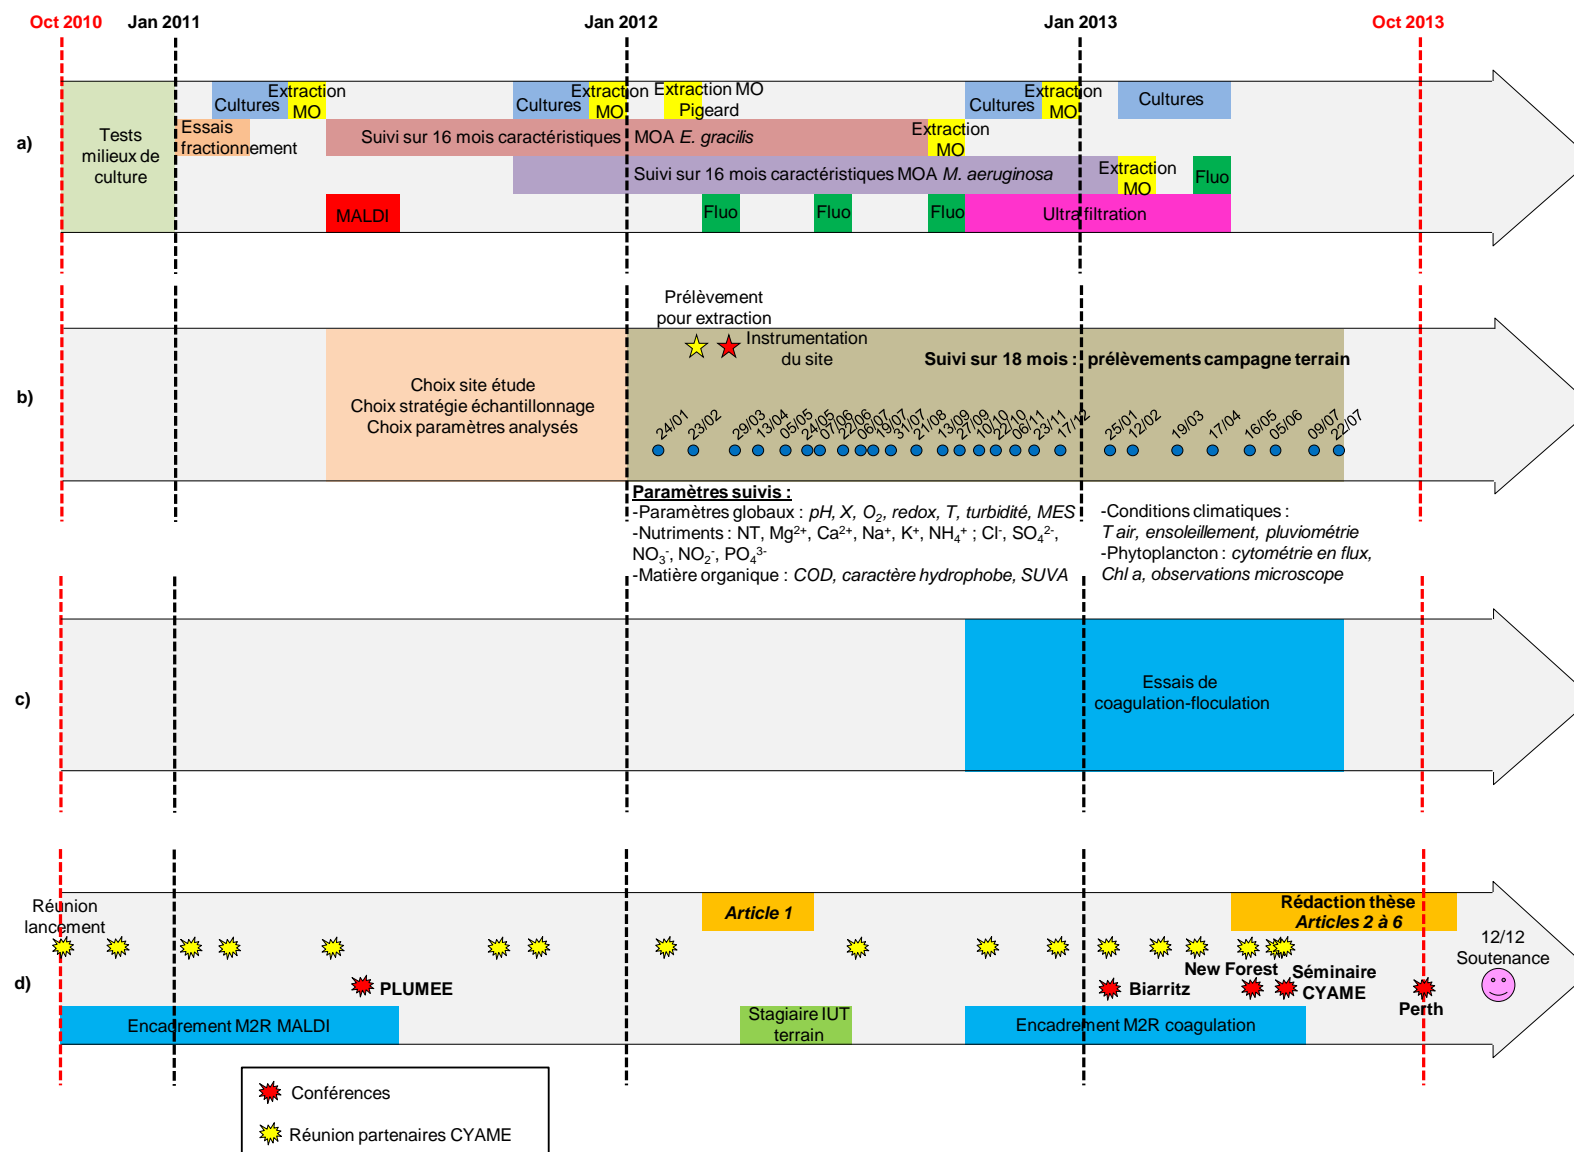 Oct 2010
Jan 2011
Jan 2012
Jan 2013
Oct 2013
a)
Tests
milieux de
culture
Cultures
Extraction
MO
Cultures
Extraction
MO
Extraction MO
Pigeard
Cultures
Extraction
MO
Cultures
Essais
fractionnement
Suivi sur 16 mois caractéristiques MOA E. gracilis
Extraction
MO
Suivi sur 16 mois caractéristiques MOA M. aeruginosa
Extraction
MO
Fluo
MALDI
Fluo
Fluo
Fluo
Ultrafiltration
b)
Prélèvement
pour extraction
Instrumentation
du site
Suivi sur 18 mois : prélèvements campagne terrain
Choix site étude
Choix stratégie échantillonnage
Choix paramètres analysés
24/01
23/02
29/03
13/04
05/05
24/05
07/06
22/06
06/07
19/07
31/07
21/08
13/09
27/09
10/10
22/10
06/11
23/11
17/12
25/01
12/02
19/03
17/04
16/05
05/06
09/07
22/07
Paramètres suivis :
-Paramètres globaux : pH, X, O₂, redox, T, turbidité, MES
-Nutriments : NT, Mg²⁺, Ca²⁺, Na⁺, K⁺, NH₄⁺ ; Cl⁻, SO₄²⁻,
NO₃⁻, NO₂⁻, PO₄³⁻
-Matière organique : COD, caractère hydrophobe, SUVA
-Conditions climatiques :
T air, ensoleillement, pluviométrie
-Phytoplancton : cytométrie en flux,
Chl a, observations microscope
c)
Essais de
coagulation-floculation
d)
Réunion
lancement
Article 1
Rédaction thèse
Articles 2 à 6
12/12
Soutenance
PLUMEE
Biarritz
New Forest
Séminaire
CYAME
Perth
Encadrement M2R MALDI
Stagiaire IUT
terrain
Encadrement M2R coagulation
Conférences
Réunion partenaires CYAME